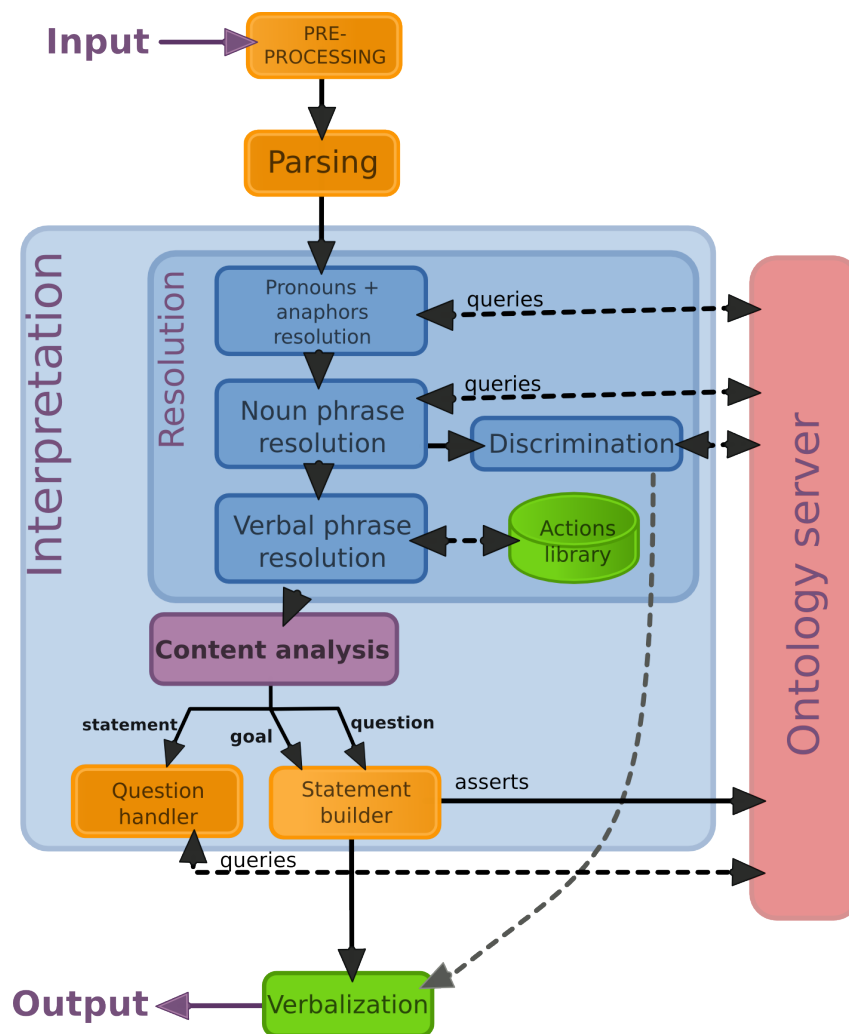 Input
PRE-
PROCESSING
Parsing
Interpretation
Resolution
Pronouns +
anaphors
resolution
queries
Noun phrase
resolution
queries
Discrimination
Verbal phrase
resolution
Actions
library
Ontology server
Content analysis
statement
goal
question
Question
handler
Statement
builder
asserts
queries
Verbalization
Output